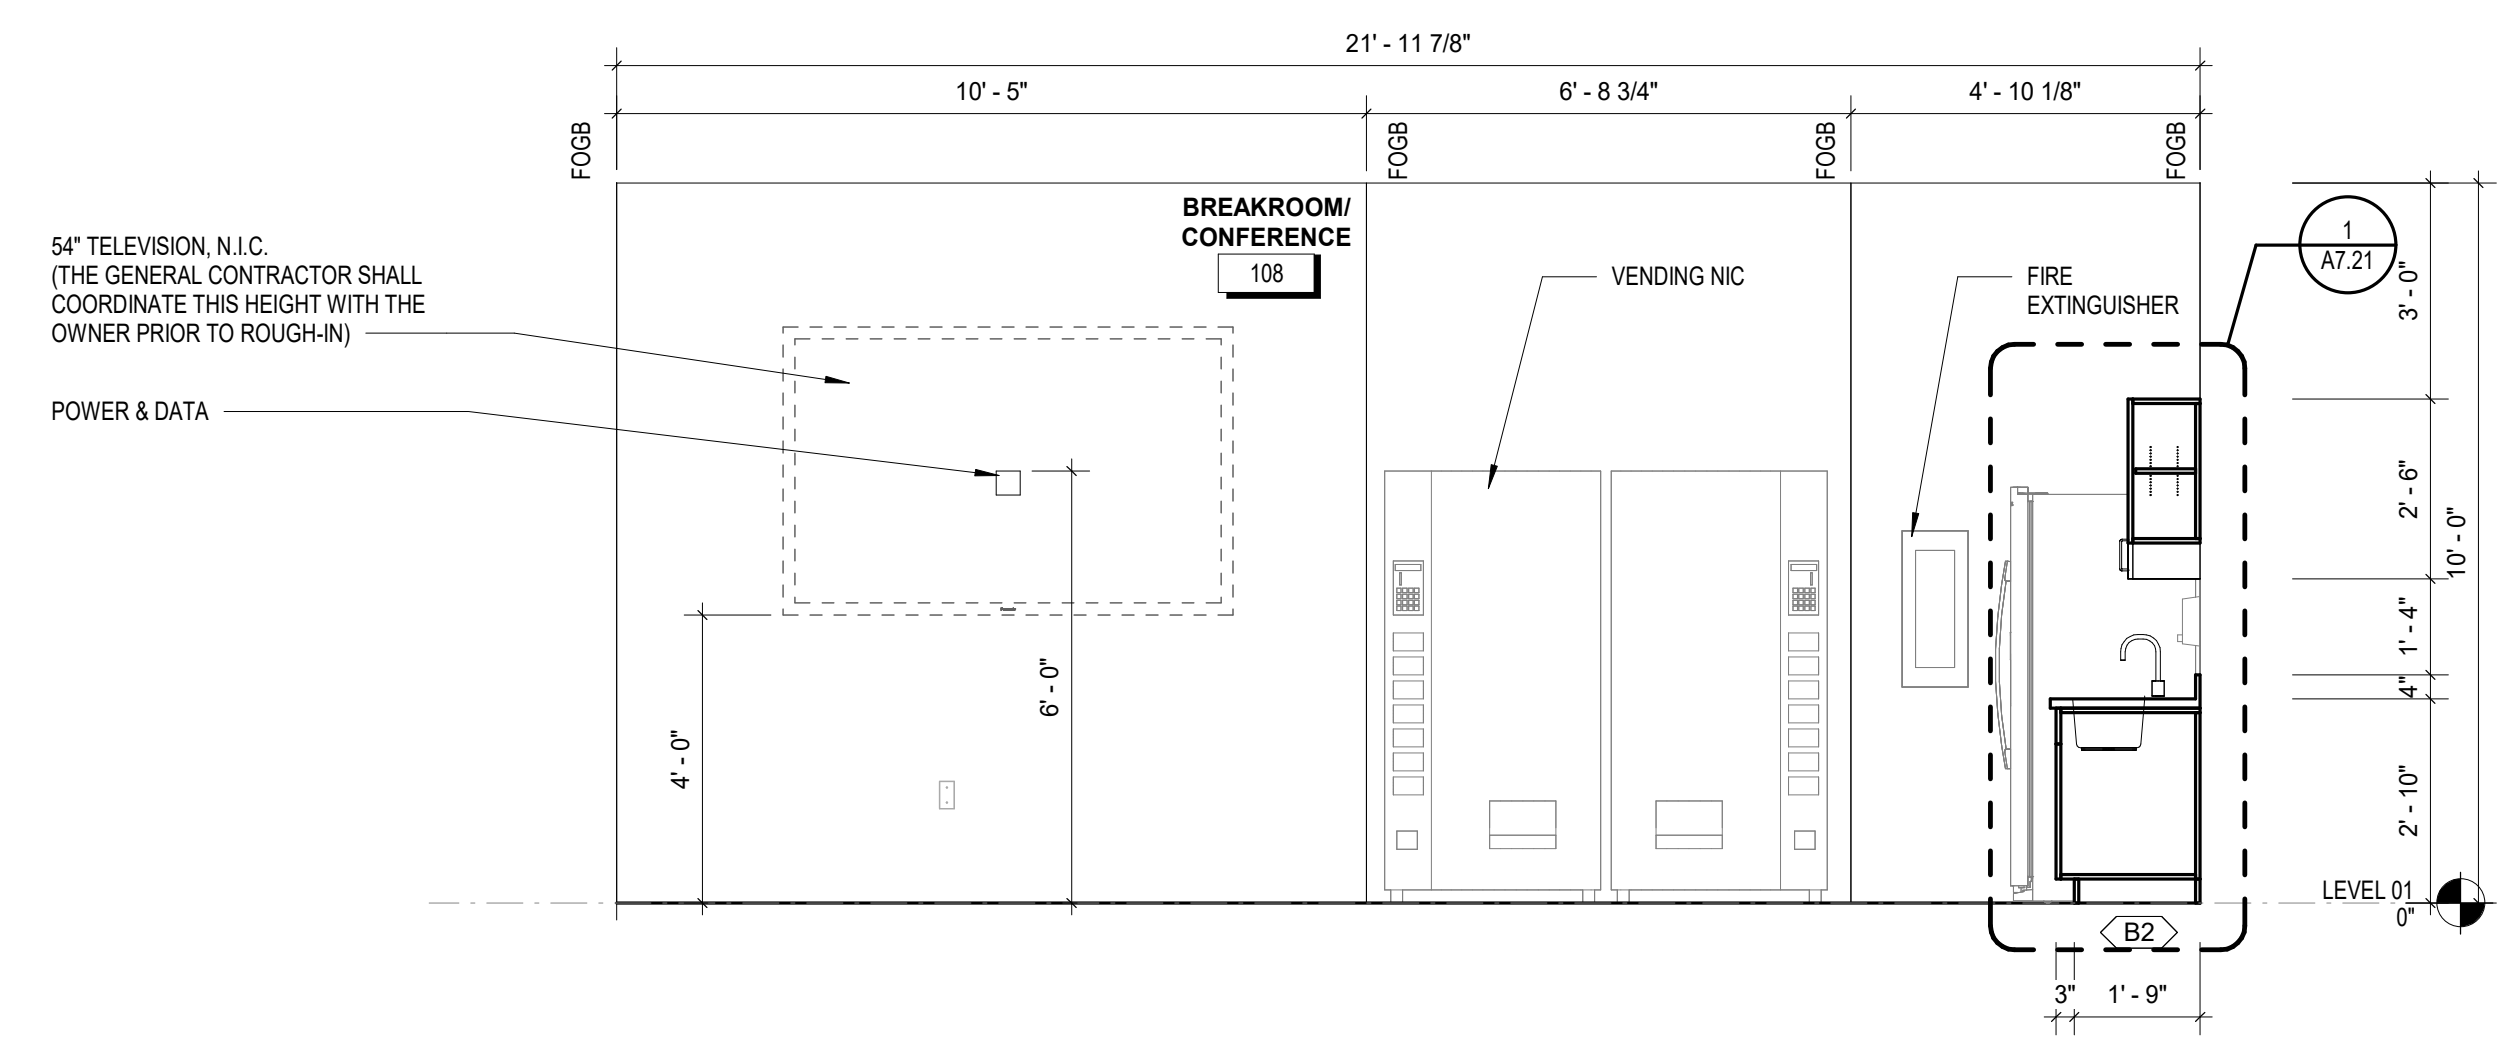 21' - 11 7/8"
10' - 5"
6' - 8 3/4"
4' - 10 1/8"
FOGB
FOGB
FOGB
FOGB
BREAKROOM/
CONFERENCE
108
54" TELEVISION, N.I.C.
(THE GENERAL CONTRACTOR SHALL
COORDINATE THIS HEIGHT WITH THE
OWNER PRIOR TO ROUGH-IN)
POWER & DATA
VENDING NIC
FIRE
EXTINGUISHER
1
A7.21
3' - 0"
2' - 6"
10' - 0"
1' - 4"
4"
2' - 10"
6' - 0"
4' - 0"
LEVEL 01
0"
B2
3"
1' - 9"